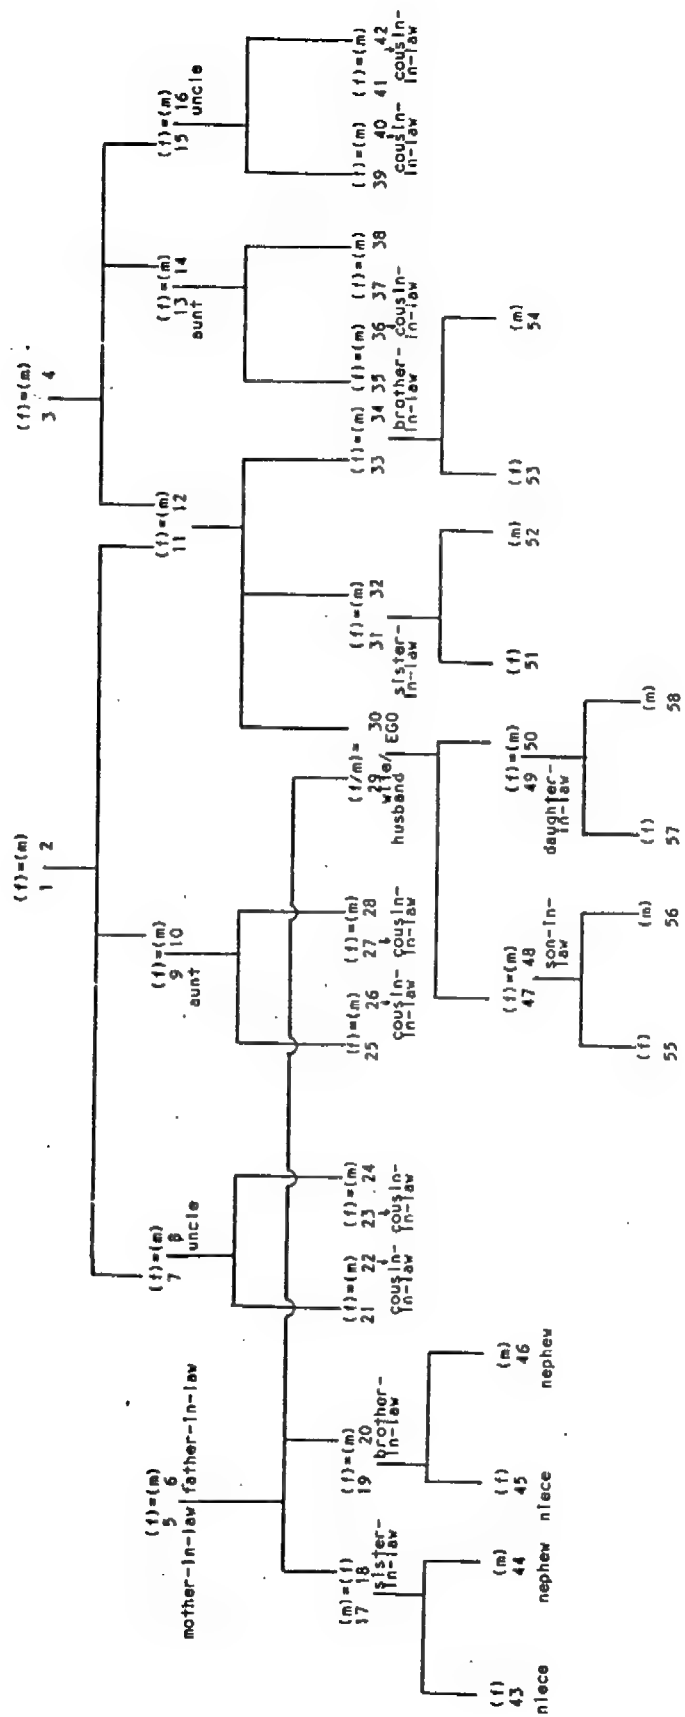 (f)=(m) (f)=(m) .
1 2 3 4
(f)=(m) (f)=(m) (f)=(m) (f)=(m) (f)=(m) (f)=(m)
5 6 7 8 9 10 11 12 13 14 15 16
mother-in-law father-in-law uncle aunt aunt uncle
(m)=(f) (f)=(m) (f)=(m) (f)=(m) (f)=(m) (f)=(m) (f/m)= (f)=(m) (f)=(m) (f)=(m) (f)=(m) (f)=(m) (f)=(m)
17 18 19 20 21 22 23 24 25 26 27 28 29 30 31 32 33 34 35 36 37 38 39 40 41 42
sister- brother- cousin- cousin- cousin- cousin- wife/ EGO sister- brother- cousin- cousin- cousin-
in-law in-law in-law in-law in-law in-law husband in-law in-law in-law in-law in-law
(f) (m) (f) (m) (f)=(m) (f)=(m) (f) (m) (f) (m)
43 44 45 46 47 48 49 50 51 52 53 54
niece nephew niece nephew son-in- daughter-
law in-law
(f) (m) (f) (m)
55 56 57 58